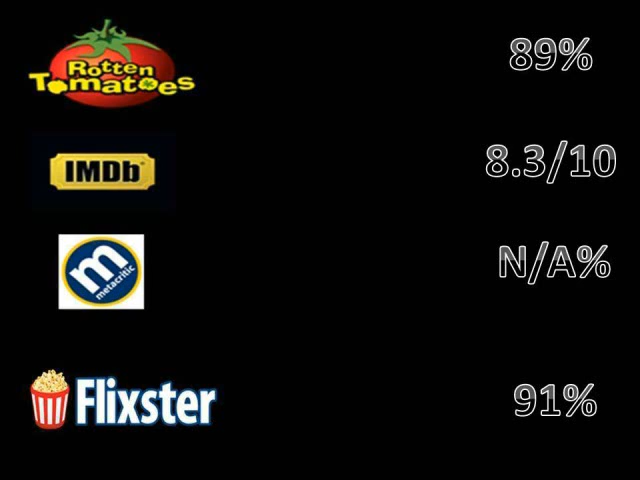 Rotten
Tomatoes
89%
IMDb
8.3/10
m
metacritic
N/A%
Flixster
91%